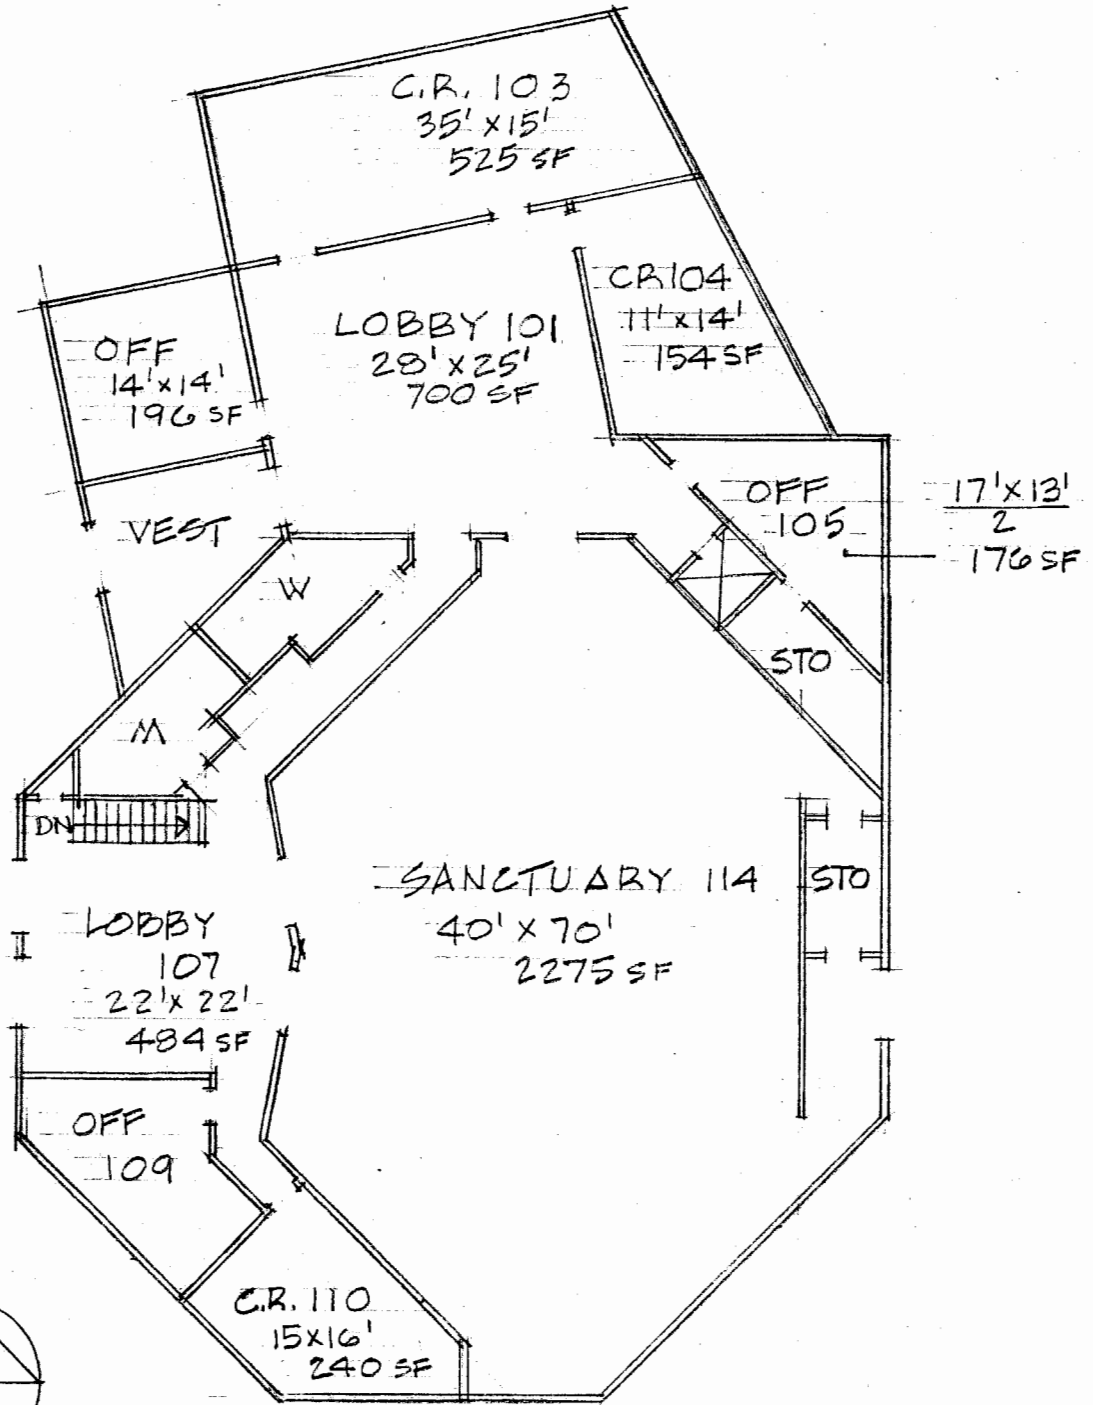 C.R. 103
35' X 15'
525 SF
CR104
11' x 14'
154 SF
LOBBY 101
28' x 25'
700 SF
OFF
14' x 14'
196 SF
VEST
OFF
105
17' X 13'
2
176 SF
W
STO
M
DN
SANCTUARY 114
40' X 70'
2275 SF
STO
LOBBY
107
22' x 22'
484 SF
OFF
109
C.R. 110
15X16'
240 SF